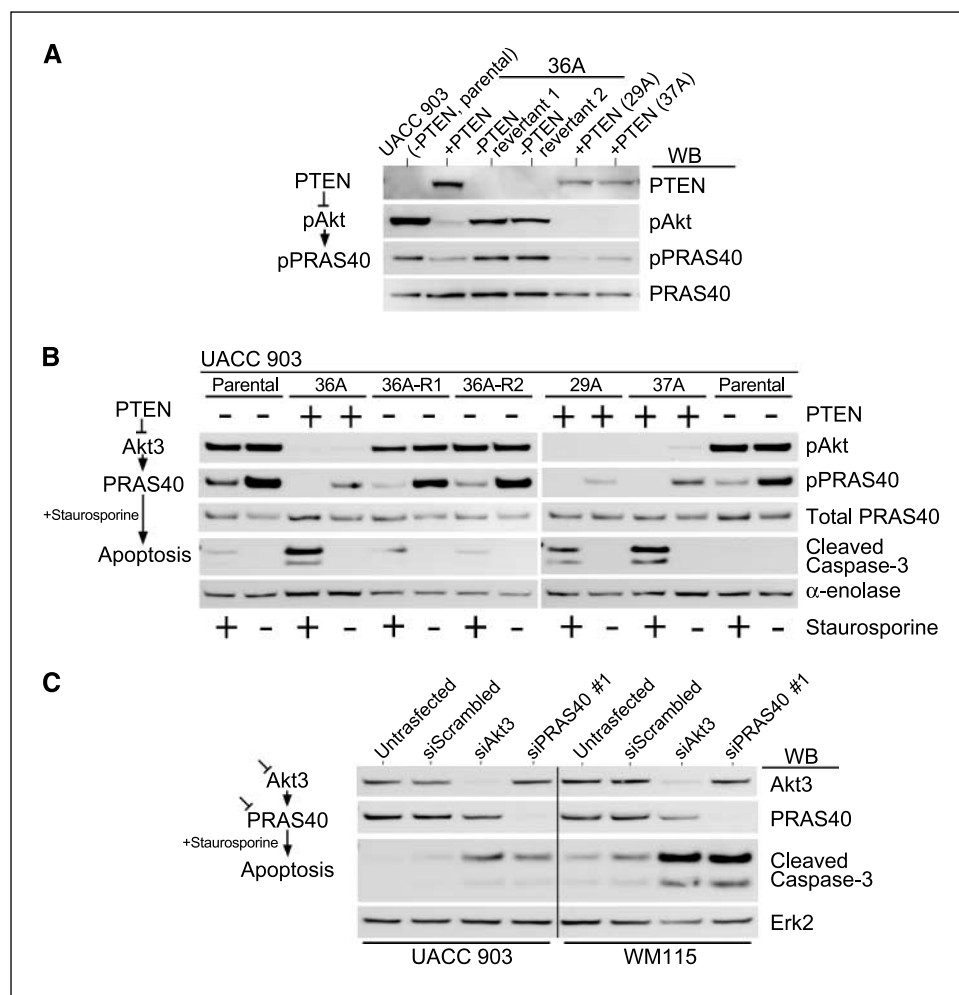 A
36A
UACC 903
(-PTEN, parental)
+PTEN
-PTEN
revertant 1
-PTEN
revertant 2
+PTEN (29A)
+PTEN (37A)
WB
PTEN
pAkt
pPRAS40
PTEN
pAkt
pPRAS40
PRAS40
B
UACC 903
Parental 36A 36A-R1 36A-R2 29A 37A Parental
- - + + - - - - + + + + - - PTEN
PTEN
Akt3
PRAS40
+Staurosporine
Apoptosis
pAkt
pPRAS40
Total PRAS40
Cleaved
Caspase-3
α-enolase
+ - + - + - + - + - + - + - Staurosporine
C
Untrasfected
siScrambled
siAkt3
siPRAS40 #1
Untrasfected
siScrambled
siAkt3
siPRAS40 #1
WB
Akt3
PRAS40
+Staurosporine
Apoptosis
Akt3
PRAS40
Cleaved
Caspase-3
Erk2
UACC 903 WM115